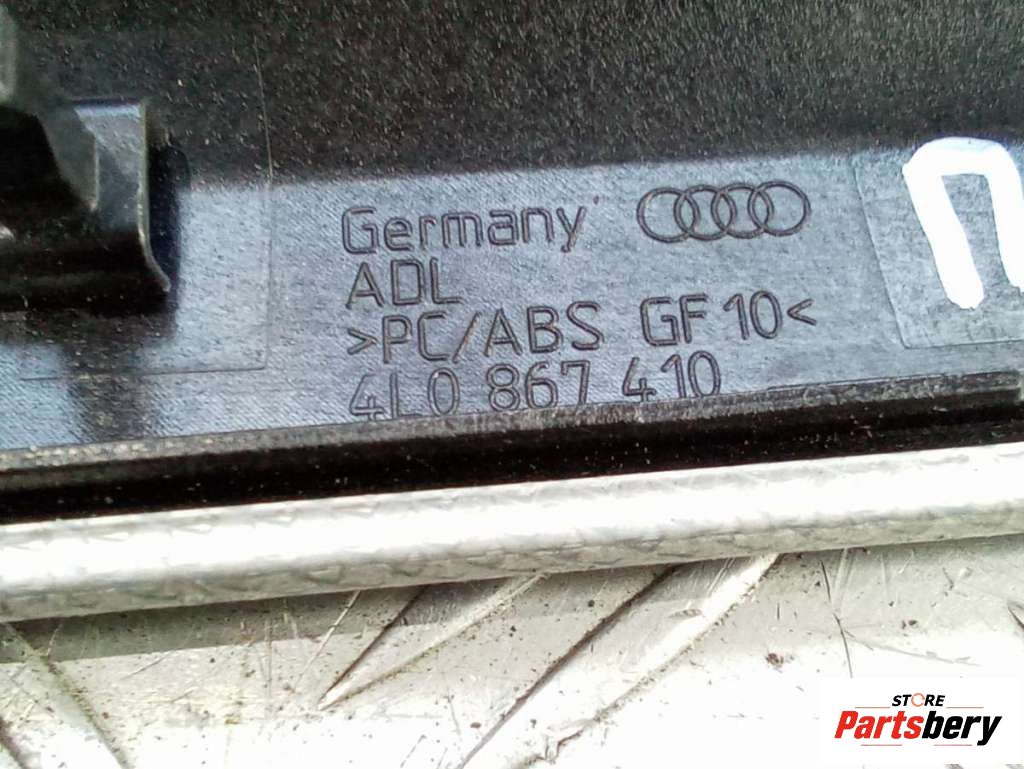 Germany
ADL
>PC/ABS GF10<
4L0 867 410
П
STORE
Partsbery